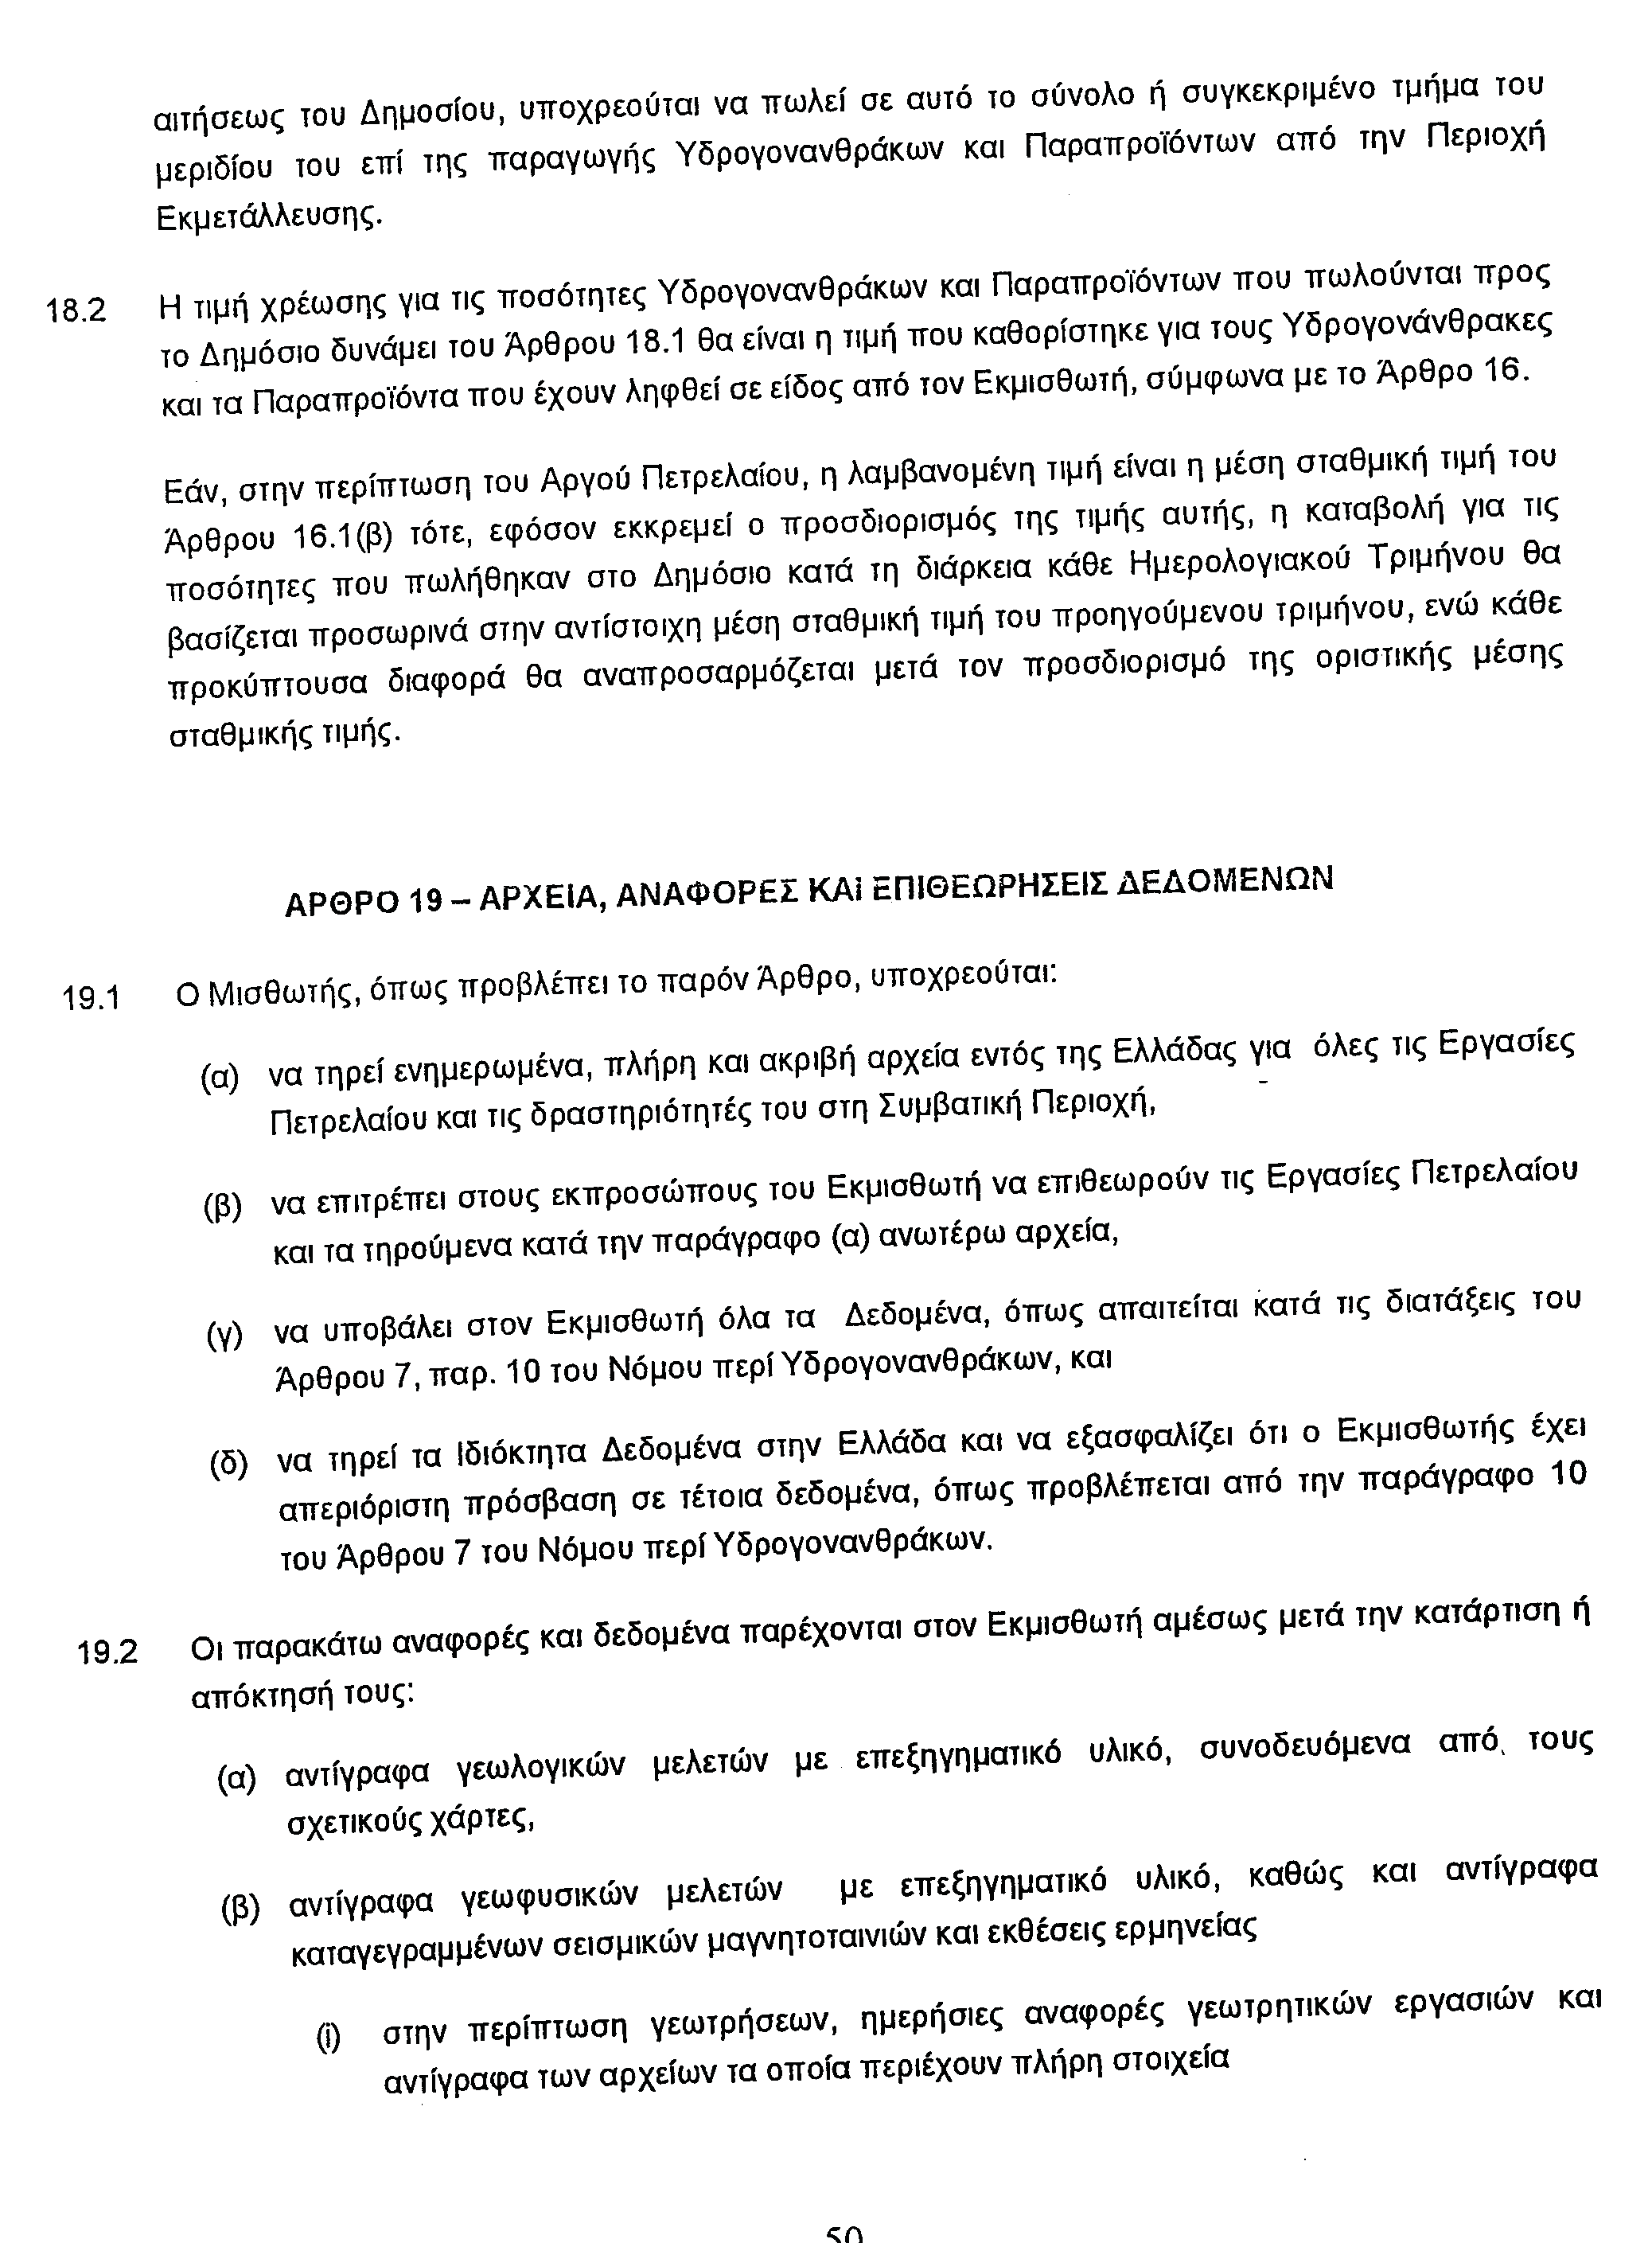 αιτήσεως του Δημοσίου, υποχρεούται να πωλεί σε αυτό το σύνολο ή συγκεκριμένο τμήμα του
μεριδίου του επί της παραγωγής Υδρογονανθράκων και Παραπροϊόντων από την Περιοχή
Εκμετάλλευσης.
18.2 Η τιμή χρέωσης για τις ποσότητες Υδρογονανθράκων και Παραπροϊόντων που πωλούνται προς
το Δημόσιο δυνάμει του Άρθρου 18.1 θα είναι η τιμή που καθορίστηκε για τους Υδρογονάνθρακες
και τα Παραπροϊόντα που έχουν ληφθεί σε είδος από τον Εκμισθωτή, σύμφωνα με το Άρθρο 16.
Εάν, στην περίπτωση του Αργού Πετρελαίου, η λαμβανομένη τιμή είναι η μέση σταθμική τιμή του
Άρθρου 16.1(β) τότε, εφόσον εκκρεμεί ο προσδιορισμός της τιμής αυτής, η καταβολή για τις
ποσότητες που πωλήθηκαν στο Δημόσιο κατά τη διάρκεια κάθε Ημερολογιακού Τριμήνου θα
βασίζεται προσωρινά στην αντίστοιχη μέση σταθμική τιμή του προηγούμενου τριμήνου, ενώ κάθε
προκύπτουσα διαφορά θα αναπροσαρμόζεται μετά τον προσδιορισμό της οριστικής μέσης
σταθμικής τιμής.
ΑΡΘΡΟ 19 – ΑΡΧΕΙΑ, ΑΝΑΦΟΡΕΣ ΚΑΙ ΕΠΙΘΕΩΡΗΣΕΙΣ ΔΕΔΟΜΕΝΩΝ
19.1 Ο Μισθωτής, όπως προβλέπει το παρόν Άρθρο, υποχρεούται:
(α) να τηρεί ενημερωμένα, πλήρη και ακριβή αρχεία εντός της Ελλάδας για όλες τις Εργασίες
Πετρελαίου και τις δραστηριότητές του στη Συμβατική Περιοχή,
(β) να επιτρέπει στους εκπροσώπους του Εκμισθωτή να επιθεωρούν τις Εργασίες Πετρελαίου
και τα τηρούμενα κατά την παράγραφο (α) ανωτέρω αρχεία,
(γ) να υποβάλει στον Εκμισθωτή όλα τα Δεδομένα, όπως απαιτείται κατά τις διατάξεις του
Άρθρου 7, παρ. 10 του Νόμου περί Υδρογονανθράκων, και
(δ) να τηρεί τα Ιδιόκτητα Δεδομένα στην Ελλάδα και να εξασφαλίζει ότι ο Εκμισθωτής έχει
απεριόριστη πρόσβαση σε τέτοια δεδομένα, όπως προβλέπεται από την παράγραφο 10
του Άρθρου 7 του Νόμου περί Υδρογονανθράκων.
19.2 Οι παρακάτω αναφορές και δεδομένα παρέχονται στον Εκμισθωτή αμέσως μετά την κατάρτιση ή
απόκτησή τους:
(α) αντίγραφα γεωλογικών μελετών με επεξηγηματικό υλικό, συνοδευόμενα από τους
σχετικούς χάρτες,
(β) αντίγραφα γεωφυσικών μελετών με επεξηγηματικό υλικό, καθώς και αντίγραφα
καταγεγραμμένων σεισμικών μαγνητοταινιών και εκθέσεις ερμηνείας
(i) στην περίπτωση γεωτρήσεων, ημερήσιες αναφορές γεωτρητικών εργασιών και
αντίγραφα των αρχείων τα οποία περιέχουν πλήρη στοιχεία
50